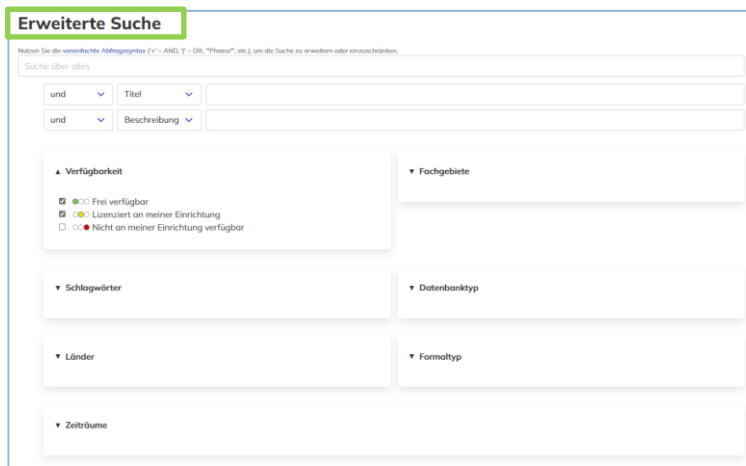 Erweiterte Suche
Nutzen Sie die vereinfachte Abfragesyntax ('+' = AND, '|' = OR, '"Phrase"', etc.), um die Suche zu erweitern oder einzuschränken.
Suche über alles
und Titel
und Beschreibung
▲ Verfügbarkeit
▼ Fachgebiete
Frei verfügbar
Lizenziert an meiner Einrichtung
Nicht an meiner Einrichtung verfügbar
▼ Schlagwörter
▼ Datenbanktyp
▼ Länder
▼ Formaltyp
▼ Zeiträume